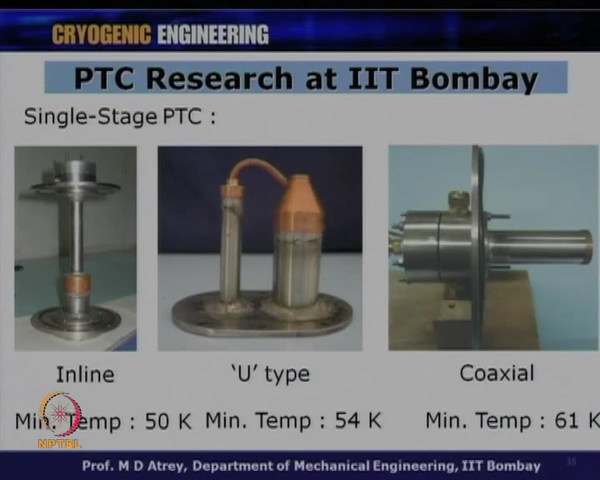 CRYOGENIC ENGINEERING
PTC Research at IIT Bombay
Single-Stage PTC :
Inline
‘U’ type
Coaxial
Min. Temp : 50 K
Min. Temp : 54 K
Min. Temp : 61 K
NPTEL
Prof. M D Atrey, Department of Mechanical Engineering, IIT Bombay
35